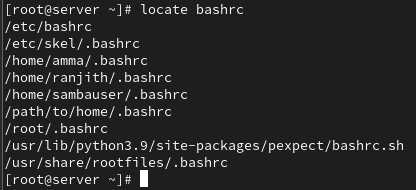 [root@server ~]# locate bashrc
/etc/bashrc
/etc/skel/.bashrc
/home/amma/.bashrc
/home/ranjith/.bashrc
/home/sambauser/.bashrc
/path/to/home/.bashrc
/root/.bashrc
/usr/lib/python3.9/site-packages/pexpect/bashrc.sh
/usr/share/rootfiles/.bashrc
[root@server ~]#